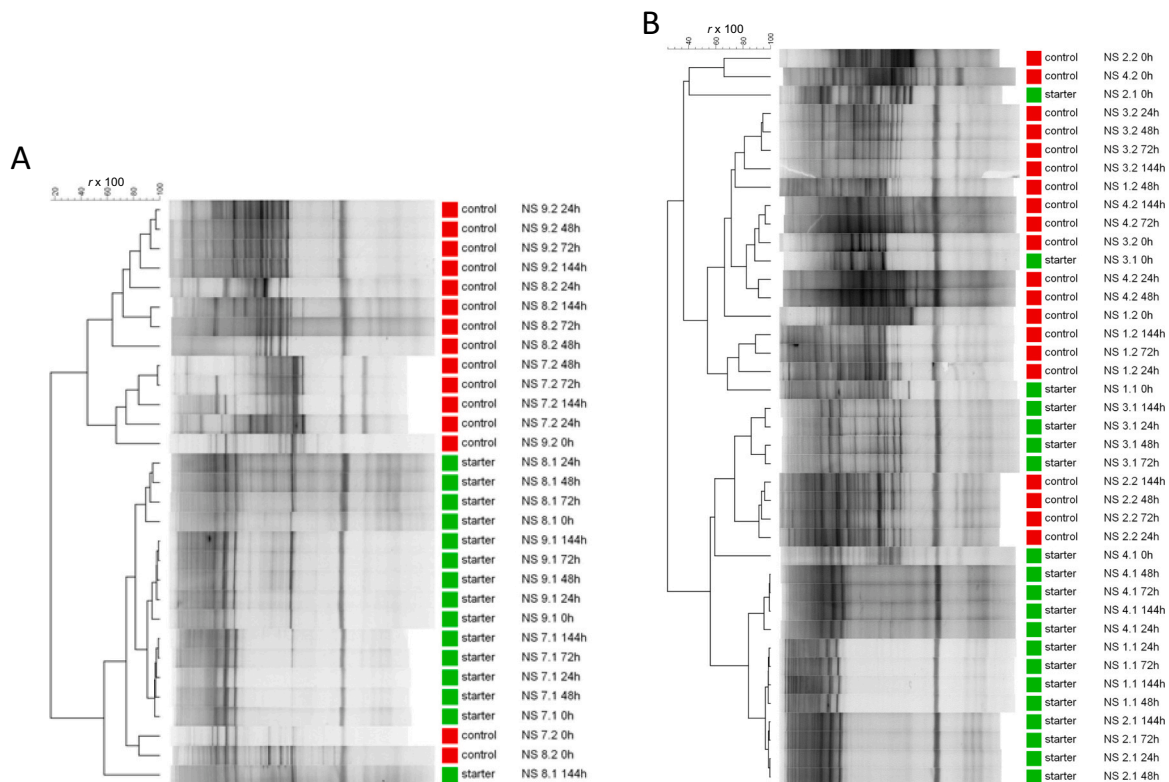 A
r x 100
20 40 60 80 100
control NS 9.2 24h
control NS 9.2 48h
control NS 9.2 72h
control NS 9.2 144h
control NS 8.2 24h
control NS 8.2 144h
control NS 8.2 72h
control NS 8.2 48h
control NS 7.2 48h
control NS 7.2 72h
control NS 7.2 144h
control NS 7.2 24h
control NS 9.2 0h
starter NS 8.1 24h
starter NS 8.1 48h
starter NS 8.1 72h
starter NS 8.1 0h
starter NS 9.1 144h
starter NS 9.1 72h
starter NS 9.1 48h
starter NS 9.1 24h
starter NS 9.1 0h
starter NS 7.1 144h
starter NS 7.1 72h
starter NS 7.1 24h
starter NS 7.1 48h
starter NS 7.1 0h
control NS 7.2 0h
control NS 8.2 0h
starter NS 8.1 144h
B
r x 100
40 60 80 100
control NS 2.2 0h
control NS 4.2 0h
starter NS 2.1 0h
control NS 3.2 24h
control NS 3.2 48h
control NS 3.2 72h
control NS 3.2 144h
control NS 1.2 48h
control NS 4.2 144h
control NS 4.2 72h
control NS 3.2 0h
starter NS 3.1 0h
control NS 4.2 24h
control NS 4.2 48h
control NS 1.2 0h
control NS 1.2 144h
control NS 1.2 72h
control NS 1.2 24h
starter NS 1.1 0h
starter NS 3.1 144h
starter NS 3.1 24h
starter NS 3.1 48h
starter NS 3.1 72h
control NS 2.2 144h
control NS 2.2 48h
control NS 2.2 72h
control NS 2.2 24h
starter NS 4.1 0h
starter NS 4.1 48h
starter NS 4.1 72h
starter NS 4.1 144h
starter NS 4.1 24h
starter NS 1.1 24h
starter NS 1.1 72h
starter NS 1.1 144h
starter NS 1.1 48h
starter NS 2.1 144h
starter NS 2.1 72h
starter NS 2.1 24h
starter NS 2.1 48h